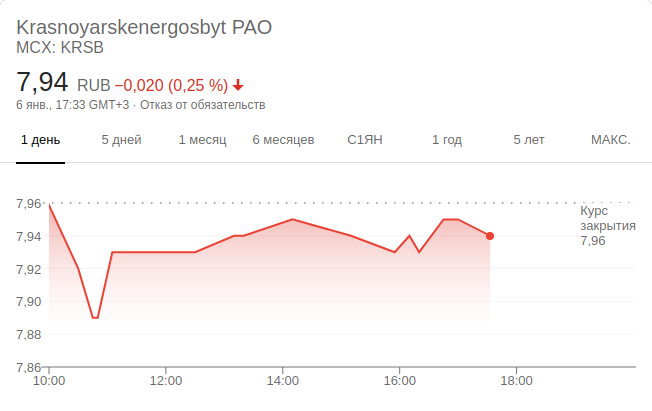 Krasnoyarskenergosbyt PAO
MCX: KRSB
7,94 RUB −0,020 (0,25 %)
6 янв., 17:33 GMT+3 · Отказ от обязательств
1 день 5 дней 1 месяц 6 месяцев С1ЯН 1 год 5 лет МАКС.
7,96
7,94
7,92
7,90
7,88
7,86
Курс
закрытия
7,96
10:00 12:00 14:00 16:00 18:00